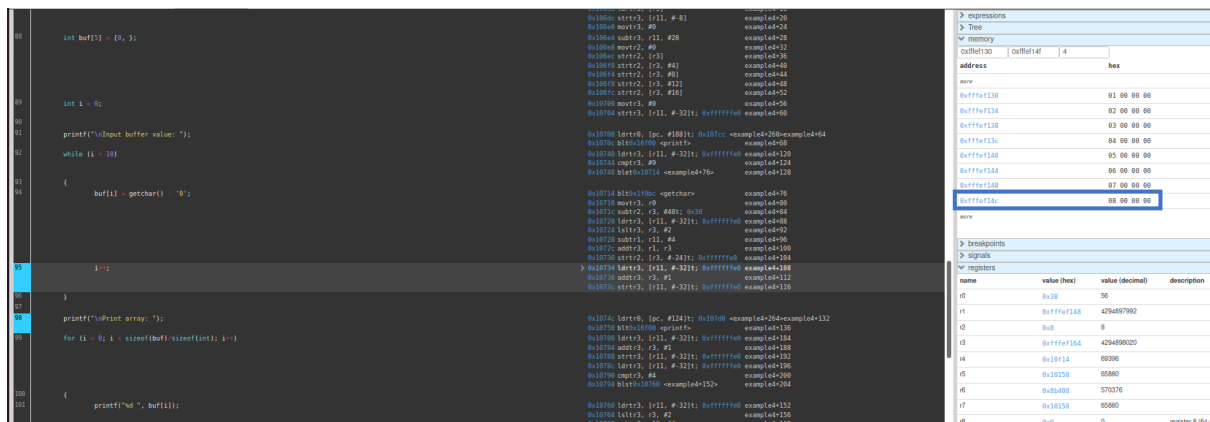 0x106dc strtr3, [r11, #-8] example4+20
0x106e0 movtr3, #0 example4+24
88 int buf[5] = {0, }; 0x106e4 subtr3, r11, #28 example4+28
0x106e8 movtr2, #0 example4+32
0x106ec strtr2, [r3] example4+36
0x106f0 strtr2, [r3, #4] example4+40
0x106f4 strtr2, [r3, #8] example4+44
0x106f8 strtr2, [r3, #12] example4+48
0x106fc strtr2, [r3, #16] example4+52
89 int i = 0; 0x10700 movtr3, #0 example4+56
0x10704 strtr3, [r11, #-32]t; 0xffffffe0 example4+60
90
91 printf("\nInput buffer value: "); 0x10708 ldrtr0, [pc, #188]t; 0x107cc <example4+260>example4+64
0x1070c blt0x16f00 <printf> example4+68
92 while (i < 10) 0x10740 ldrtr3, [r11, #-32]t; 0xffffffe0 example4+120
0x10744 cmptr3, #9 example4+124
0x10748 blet0x10714 <example4+76> example4+128
93 {
94 buf[i] = getchar() - '0'; 0x10714 blt0x1f0bc <getchar> example4+76
0x10718 movtr3, r0 example4+80
0x1071c subtr2, r3, #48t; 0x30 example4+84
0x10720 ldrtr3, [r11, #-32]t; 0xffffffe0 example4+88
0x10724 lsltr3, r3, #2 example4+92
0x10728 subtr1, r11, #4 example4+96
0x1072c addtr3, r1, r3 example4+100
0x10730 strtr2, [r3, #-24]t; 0xffffffe8 example4+104
95 i++; > 0x10734 ldrtr3, [r11, #-32]t; 0xffffffe0 example4+108
0x10738 addtr3, r3, #1 example4+112
0x1073c strtr3, [r11, #-32]t; 0xffffffe0 example4+116
96 }
97
98 printf("\nPrint array: "); 0x1074c ldrtr0, [pc, #124]t; 0x107d0 <example4+264>example4+132
0x10750 blt0x16f00 <printf> example4+136
99 for (i = 0; i < sizeof(buf)/sizeof(int); i++) 0x10780 ldrtr3, [r11, #-32]t; 0xffffffe0 example4+184
0x10784 addtr3, r3, #1 example4+188
0x10788 strtr3, [r11, #-32]t; 0xffffffe0 example4+192
0x1078c ldrtr3, [r11, #-32]t; 0xffffffe0 example4+196
0x10790 cmptr3, #4 example4+200
0x10794 blst0x10760 <example4+152> example4+204
100 {
101 printf("%d ", buf[i]); 0x10760 ldrtr3, [r11, #-32]t; 0xffffffe0 example4+152
0x10764 lsltr3, r3, #2 example4+156
expressions
Tree
memory
0xfffef130 0xfffef14f 4
address hex
more
0xfffef130 01 00 00 00
0xfffef134 02 00 00 00
0xfffef138 03 00 00 00
0xfffef13c 04 00 00 00
0xfffef140 05 00 00 00
0xfffef144 06 00 00 00
0xfffef148 07 00 00 00
0xfffef14c 08 00 00 00
more
breakpoints
signals
registers
name value (hex) value (decimal) description
r0 0x38 56
r1 0xfffef148 4294897992
r2 0x8 8
r3 0xfffef164 4294898020
r4 0x10f14 69396
r5 0x10158 65880
r6 0x8b408 570376
r7 0x10158 65880